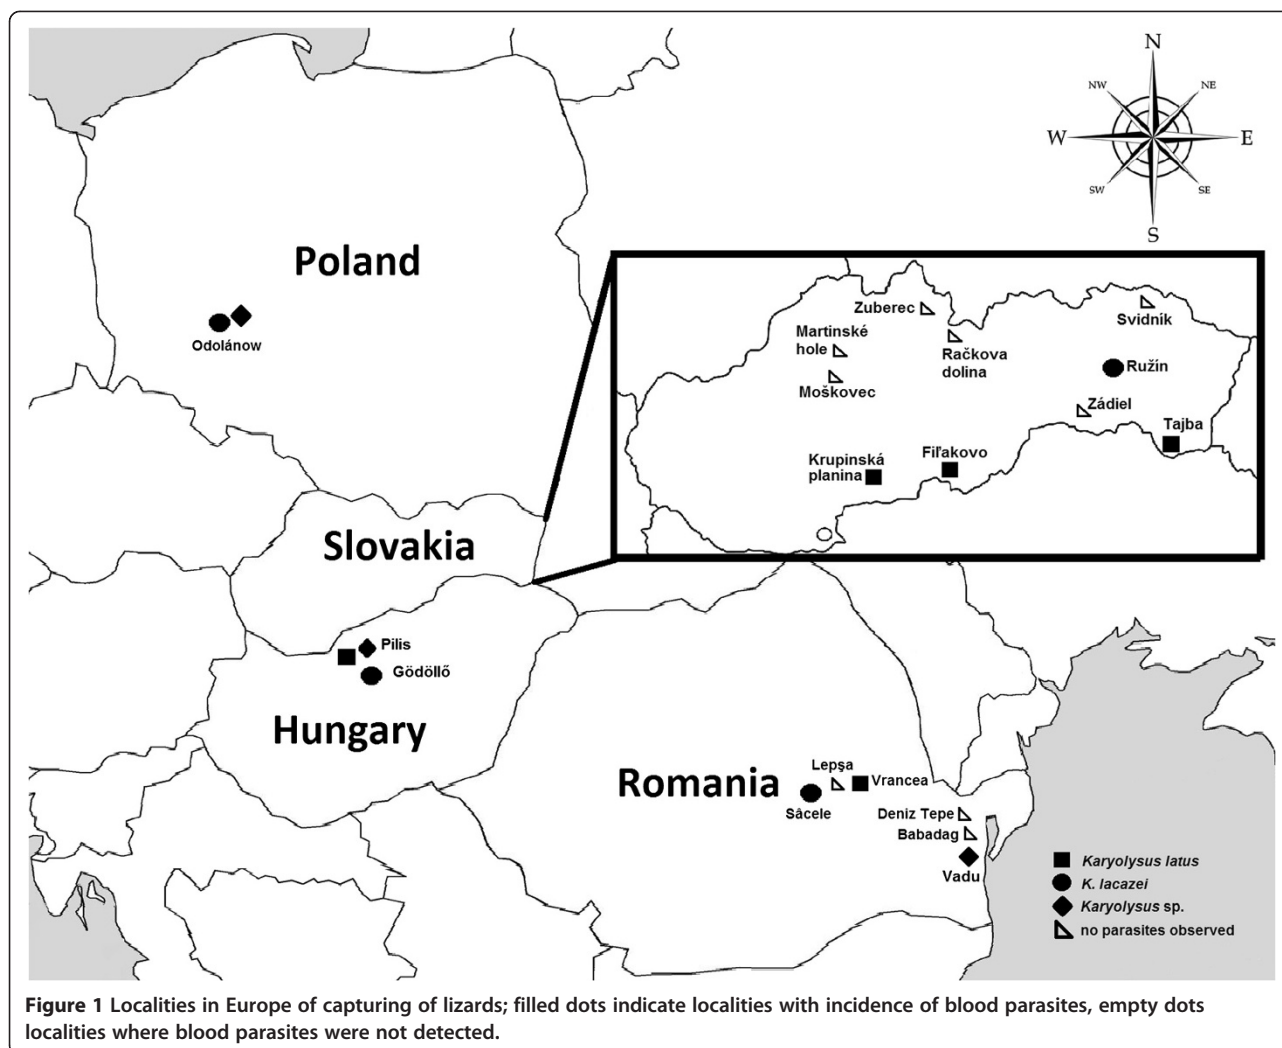 N
NW
NE
W
E
SW
SE
S
Poland
Odolánow
Zuberec
Svidník
Martinské
hole
Račkova
dolina
Ružín
Moškovec
Zádiel
Tajba
Krupinská
planina
Fiľakovo
Slovakia
Pilis
Gödöllő
Hungary
Romania
Lepşa
Vrancea
Sâcele
Deniz Tepe
Babadag
Vadu
Karyolysus latus
K. lacazei
Karyolysus sp.
no parasites observed
Figure 1 Localities in Europe of capturing of lizards; filled dots indicate localities with incidence of blood parasites, empty dots
localities where blood parasites were not detected.